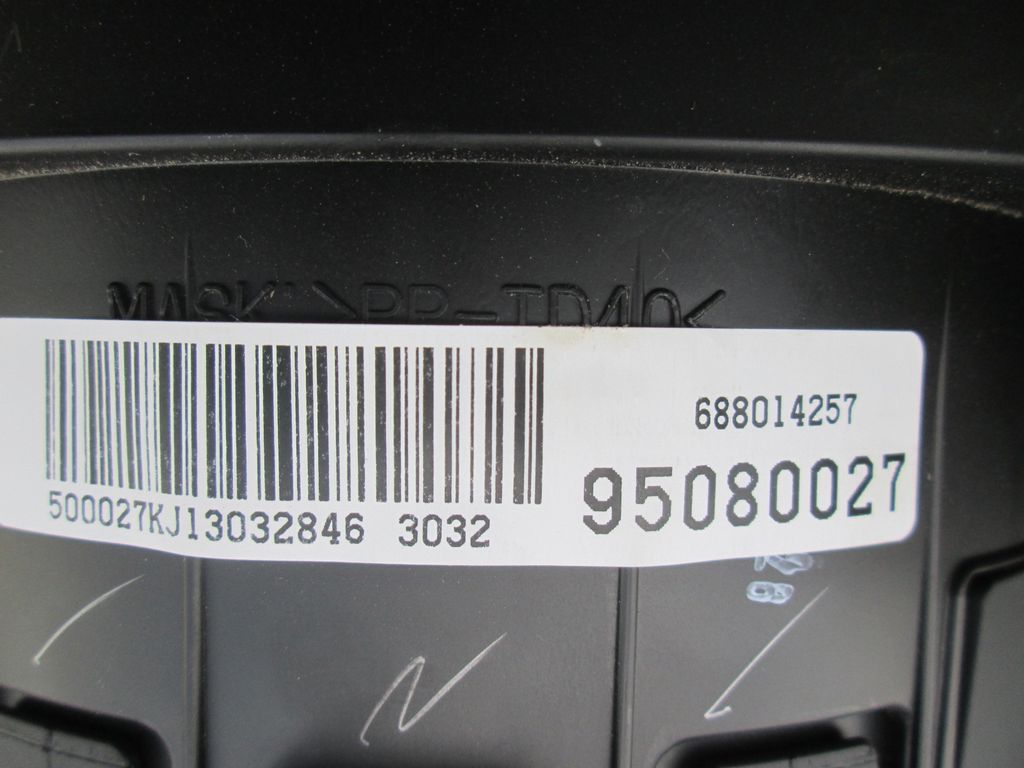 MASK >PP-TD40<
688014257
95080027
500027KJ13032846 3032
N